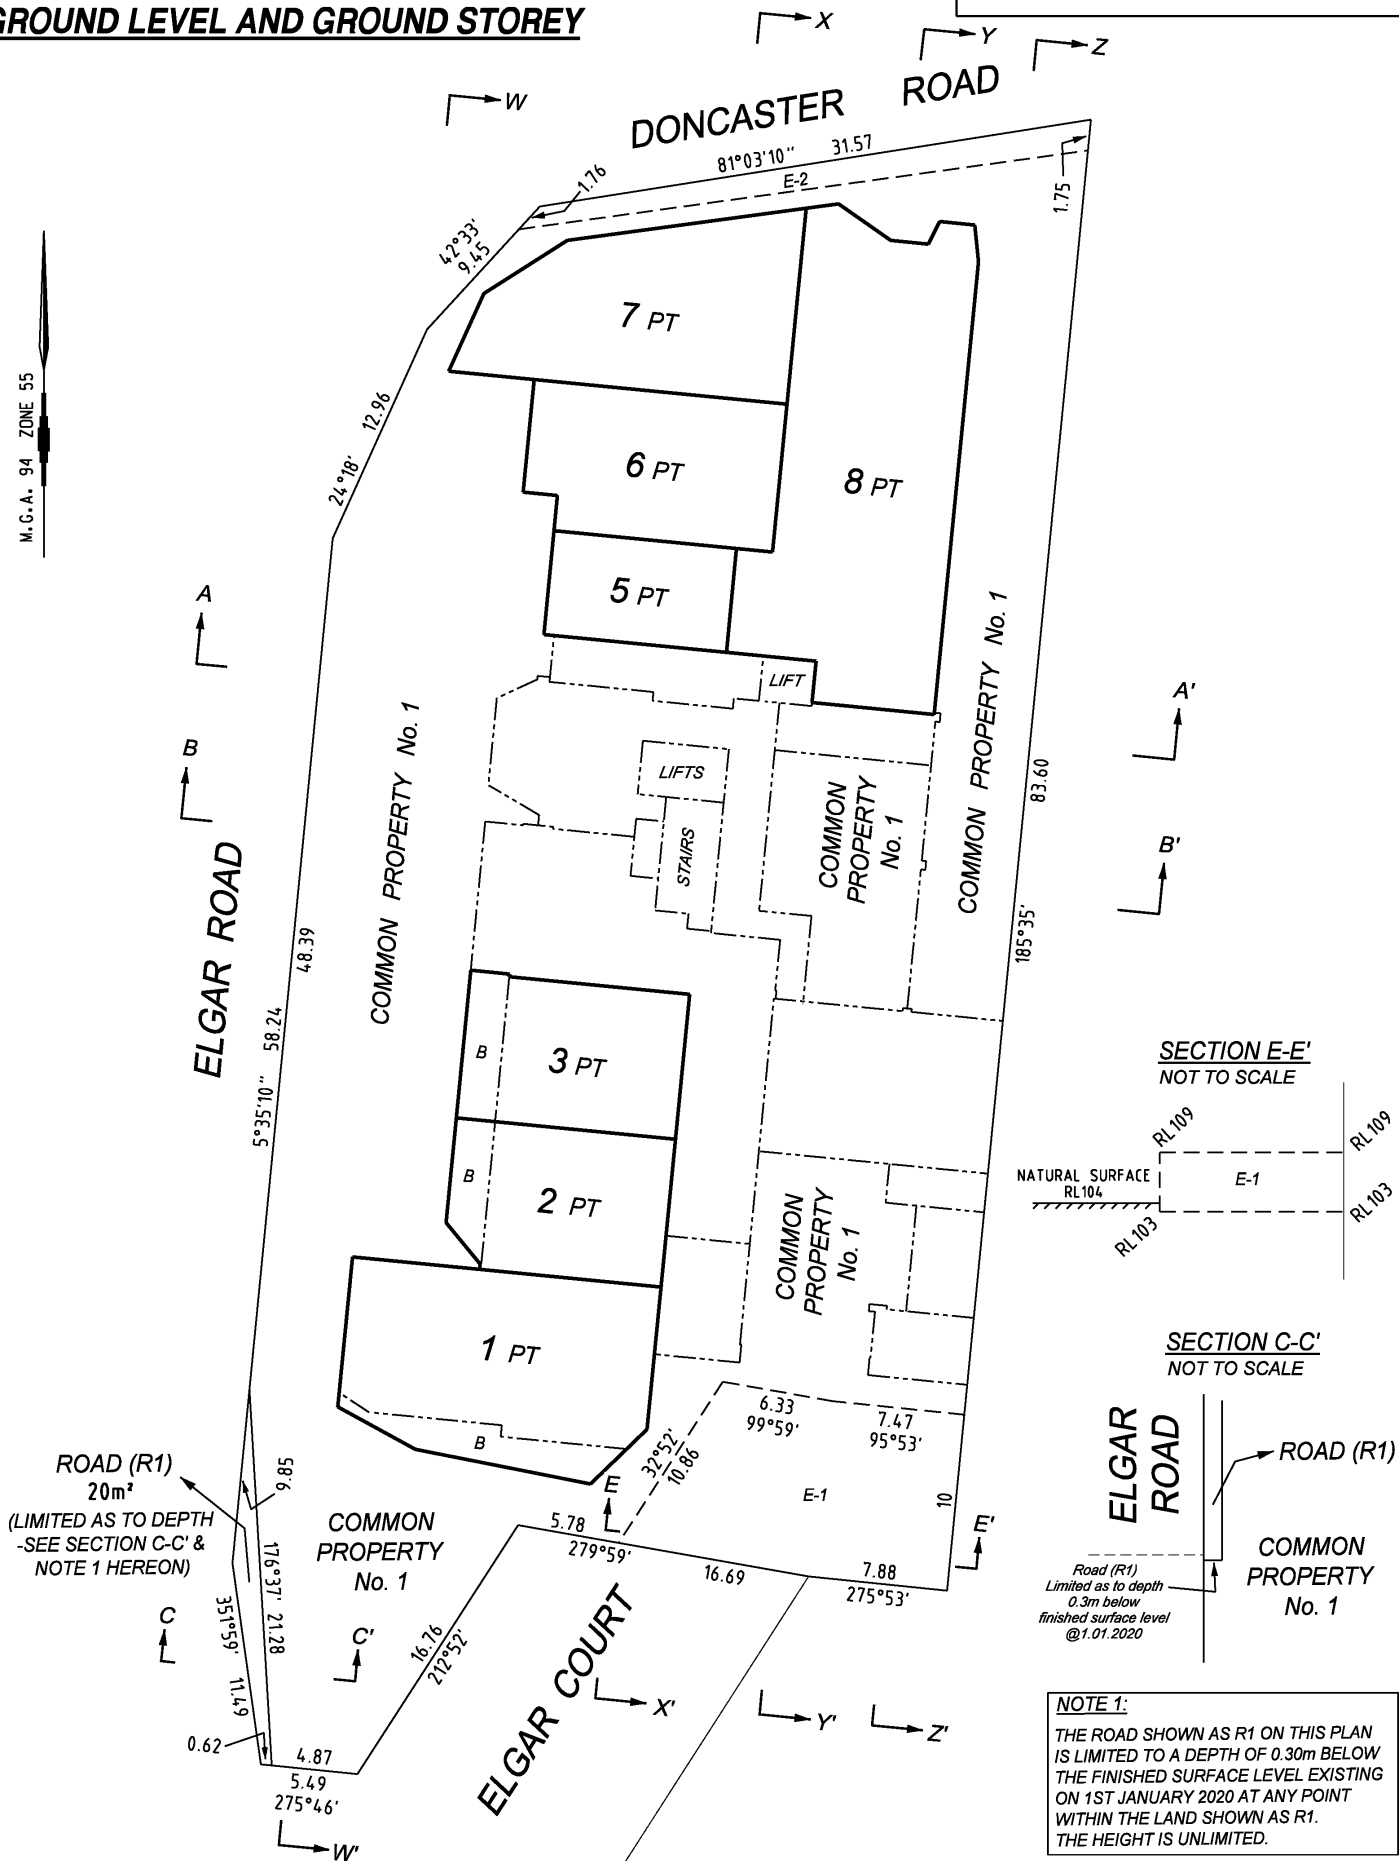 GROUND LEVEL AND GROUND STOREY
X
Y
Z
W
DONCASTER ROAD
81°03'10" 31.57
E-2
1.76
1.75
42°33'
9.45
7 PT
M.G.A. 94 ZONE 55
24°18' 12.96
6 PT
8 PT
5 PT
A
COMMON PROPERTY No. 1
LIFT
A'
B
COMMON PROPERTY No. 1
LIFTS
STAIRS
COMMON
PROPERTY
No. 1
83.60
185°35'
B'
ELGAR ROAD
48.39
5°35'10" 58.24
B
3 PT
B
2 PT
SECTION E-E'
NOT TO SCALE
RL109
RL109
NATURAL SURFACE
RL104
E-1
RL103
RL103
COMMON
PROPERTY
No. 1
1 PT
B
SECTION C-C'
NOT TO SCALE
6.33
99°59'
7.47
95°53'
32°52'
10.86
E-1
10
ELGAR
ROAD
ROAD (R1)
COMMON
PROPERTY
No. 1
Road (R1)
Limited as to depth
0.3m below
finished surface level
@1.01.2020
ROAD (R1)
20m²
(LIMITED AS TO DEPTH
-SEE SECTION C-C' &
NOTE 1 HEREON)
9.85
COMMON
PROPERTY
No. 1
E
E'
5.78
279°59'
16.69
7.88
275°53'
176°37' 21.28
351°59' 11.49
C
C'
16.76
212°52'
ELGAR COURT
X'
Y'
Z'
0.62
4.87
5.49
275°46'
W'
NOTE 1:
THE ROAD SHOWN AS R1 ON THIS PLAN
IS LIMITED TO A DEPTH OF 0.30m BELOW
THE FINISHED SURFACE LEVEL EXISTING
ON 1ST JANUARY 2020 AT ANY POINT
WITHIN THE LAND SHOWN AS R1.
THE HEIGHT IS UNLIMITED.